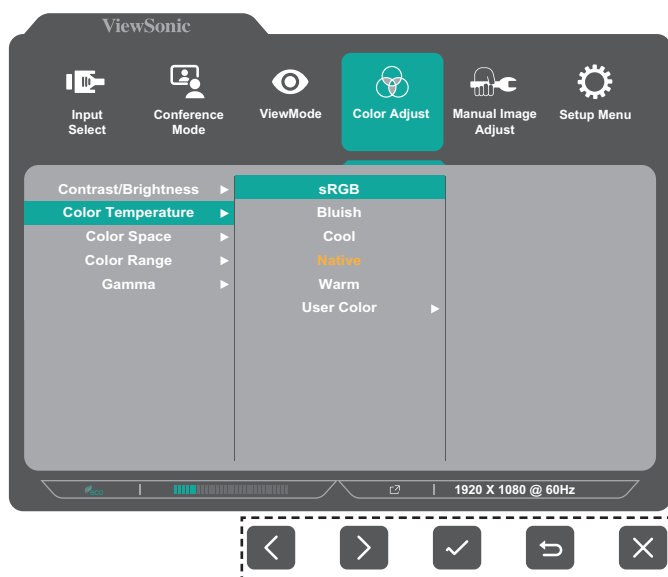 ViewSonic
Input
Select
Conference
Mode
ViewMode
Color Adjust
Manual Image
Adjust
Setup Menu
Contrast/Brightness
Color Temperature
Color Space
Color Range
Gamma
sRGB
Bluish
Cool
Native
Warm
User Color
eco
1920 X 1080 @ 60Hz